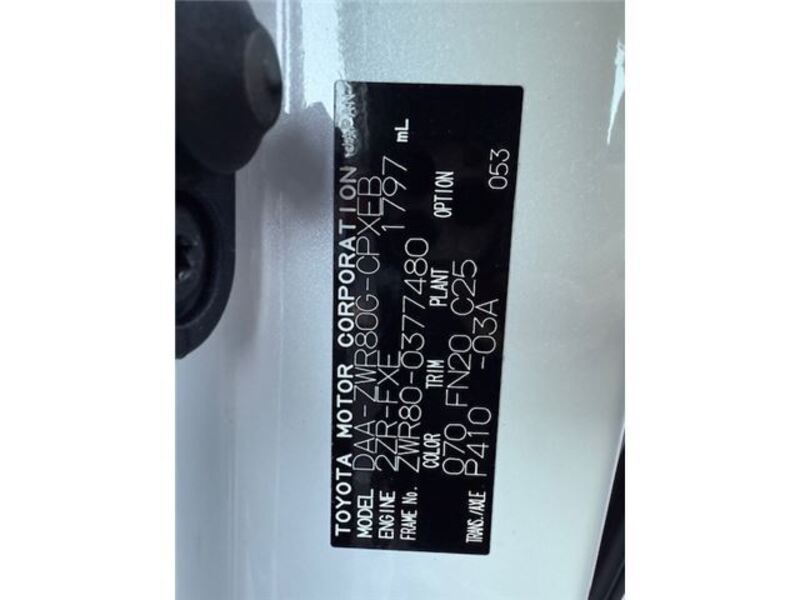 TOYOTA MOTOR CORPORATION JAPAN
MODEL DAA-ZWR80G-CPXEB
ENGINE 2ZR-FXE 1797 mL
FRAME No. ZWR80-0377480
COLOR TRIM PLANT OPTION
070 FN20 C25 053
TRANS./AXLE P410 -03A